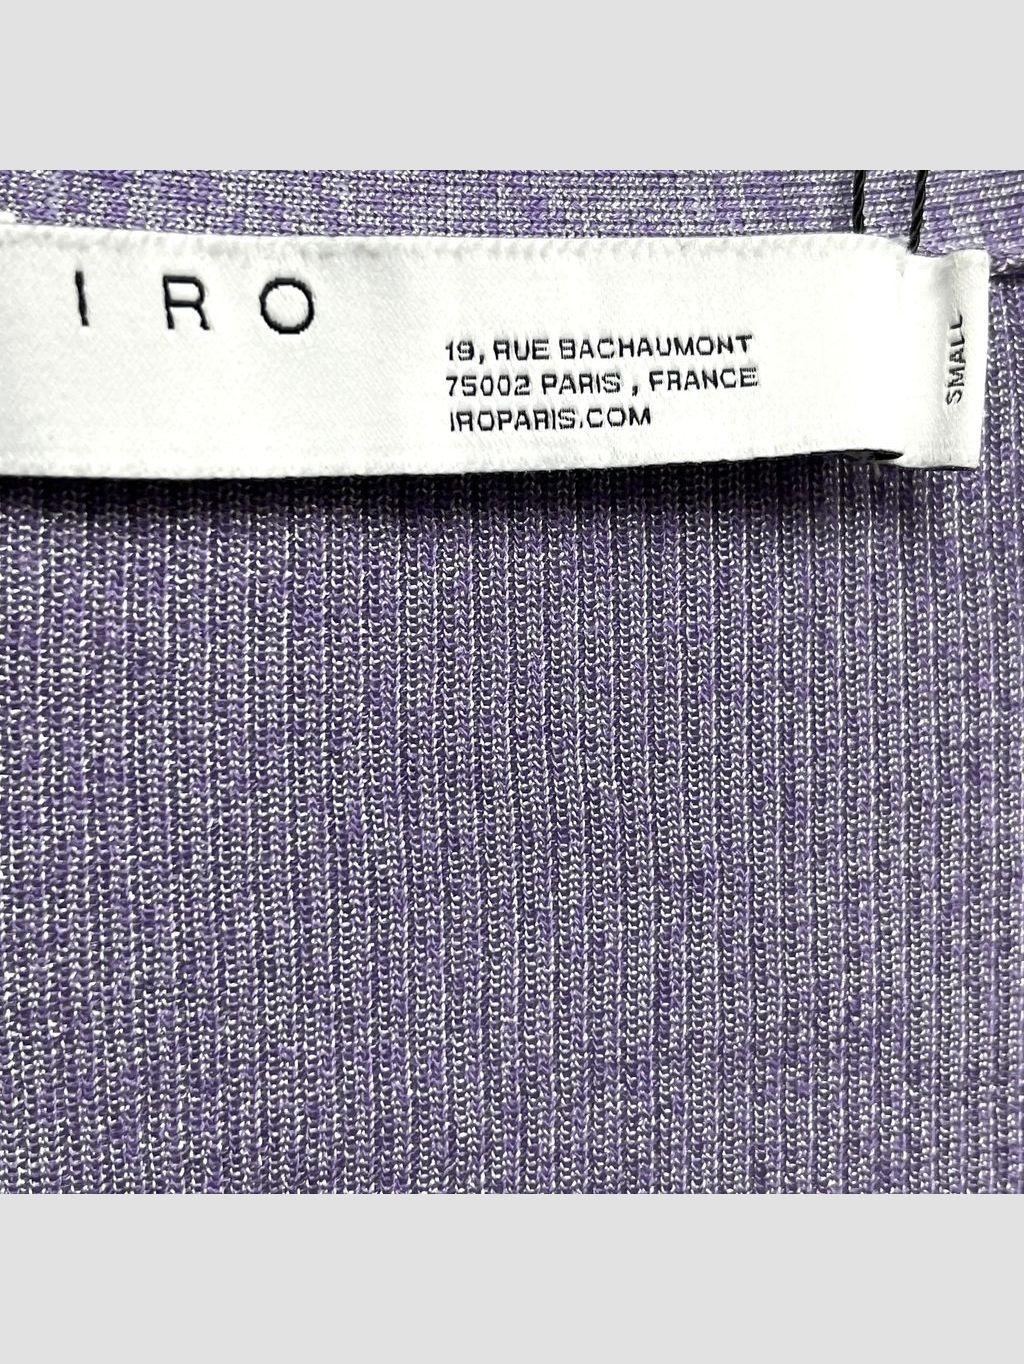 IRO
19, RUE BACHAUMONT
75002 PARIS , FRANCE
IROPARIS.COM
SMALL